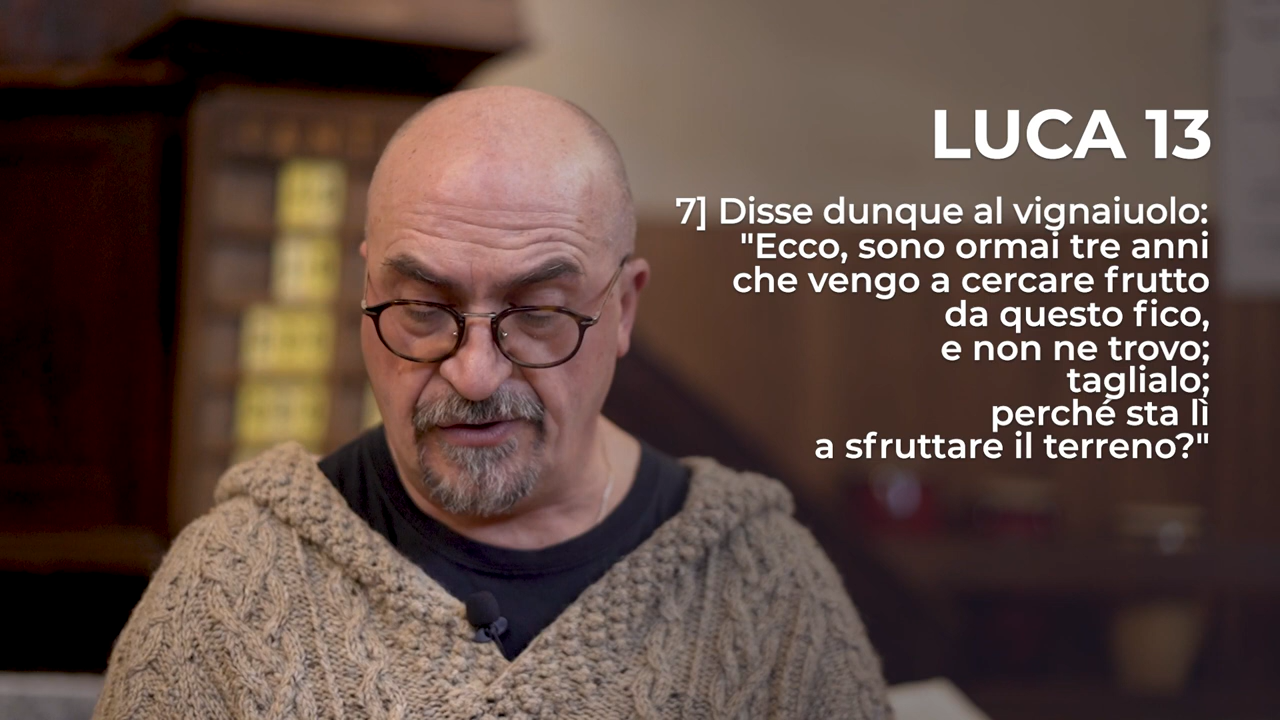 LUCA 13
7] Disse dunque al vignaiuolo:
"Ecco, sono ormai tre anni
che vengo a cercare frutto
da questo fico,
e non ne trovo;
taglialo;
perché sta lì
a sfruttare il terreno?"